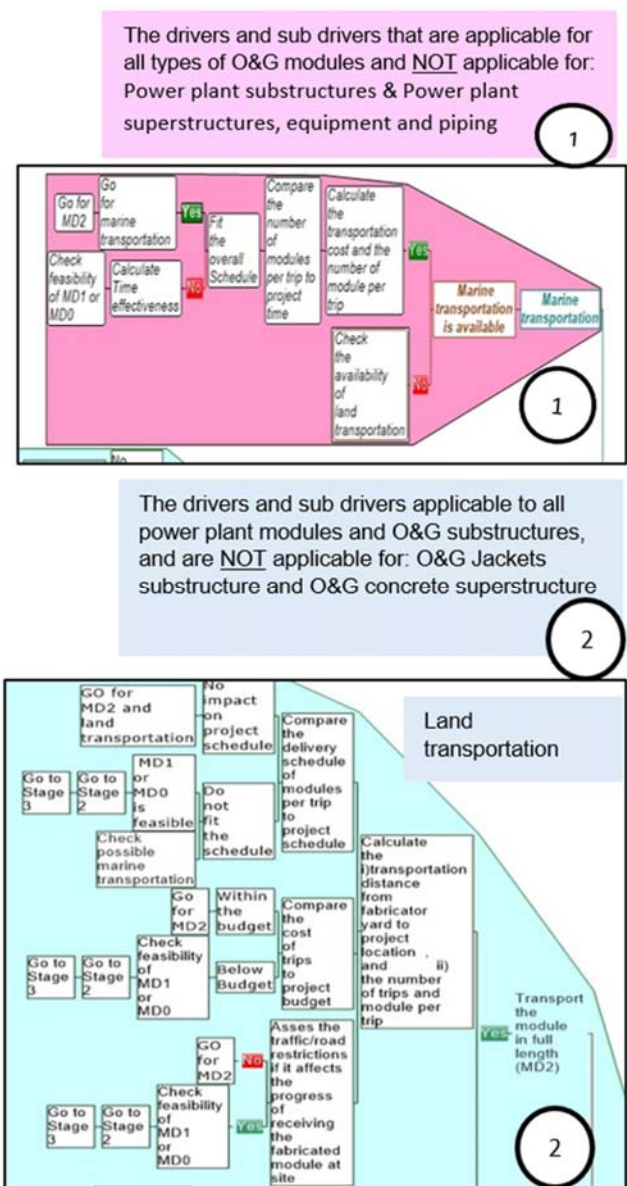 The drivers and sub drivers that are applicable for
all types of O&G modules and NOT applicable for:
Power plant substructures & Power plant
superstructures, equipment and piping
1
Go for
MD2
Go
for
marine
transportation
Yes
Check
feasibility
of MD1 or
MD0
Calculate
Time
effectiveness
No
Fit
the
overall
Schedule
Compare
the
number
of
modules
per trip to
project
time
Calculate
the
transportation
cost and the
number of
module per
trip
Yes
Check
the
availability
of
land
transportation
No
Marine
transportation
is available
Marine
transportation
1
No
The drivers and sub drivers applicable to all
power plant modules and O&G substructures,
and are NOT applicable for: O&G Jackets
substructure and O&G concrete superstructure
2
Land
transportation
GO for
MD2 and
land
transportation
No
impact
on
project
schedule
Go to
Stage
3
Go to
Stage
2
MD1
or
MD0
is
feasible
Check
possible
marine
transportation
Do
not
fit
the
schedule
Compare
the
delivery
schedule
of
modules
per trip
to
project
schedule
Go
for
MD2
Within
the
budget
Go to
Stage
3
Go to
Stage
2
Check
feasibility
of
MD1
or
MD0
Below
Budget
Compare
the
cost
of
trips
to
project
budget
Calculate
the
i)transportation
distance
from
fabricator
yard to
project
location ,
and ii)
the number
of trips and
module per
trip
GO
for
MD2
No
Go to
Stage
3
Go to
Stage
2
Check
feasibility
of
MD1
or
MD0
Yes
Asses the
traffic/road
restrictions
if it affects
the
progress
of
receiving
the
fabricated
module at
site
Yes
Transport
the
module
in full
length
(MD2)
2